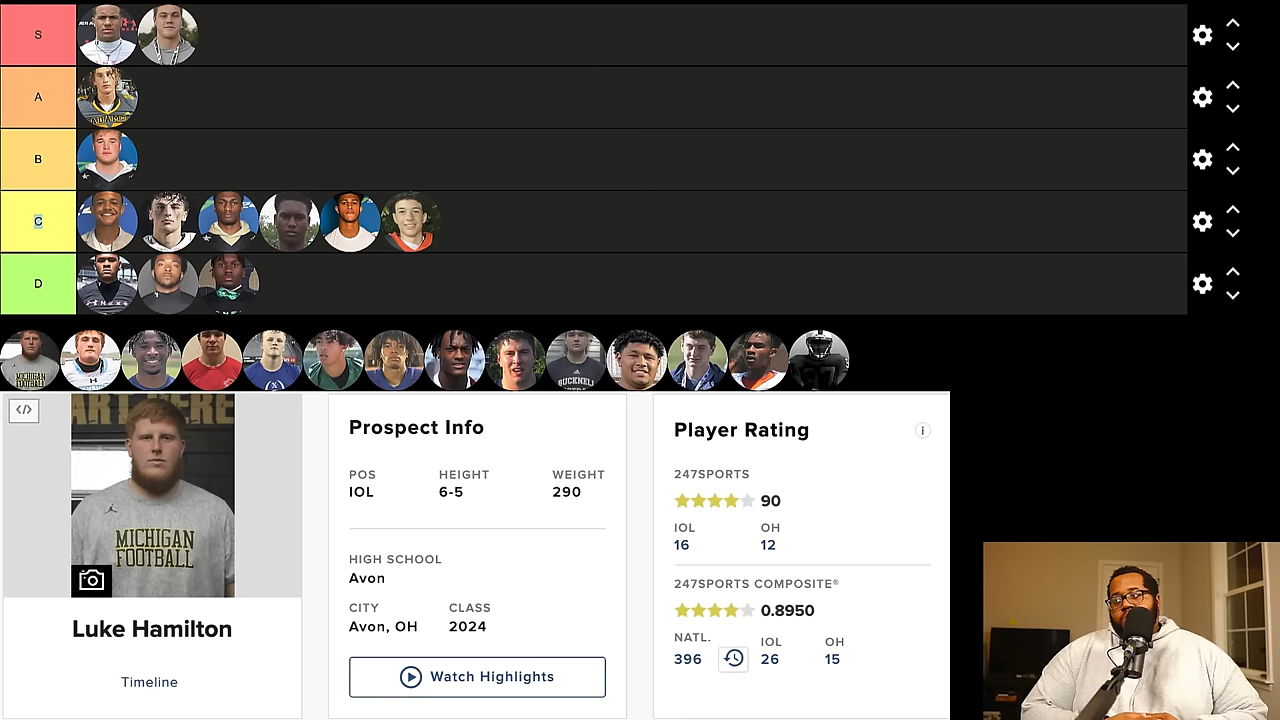 S
A
B
C
D
BUCKNELL
</>
MICHIGAN
FOOTBALL
Luke Hamilton
Timeline
Prospect Info
POS HEIGHT WEIGHT
IOL 6-5 290
HIGH SCHOOL
Avon
CITY CLASS
Avon, OH 2024
Watch Highlights
Player Rating
i
247SPORTS
90
IOL OH
16 12
247SPORTS COMPOSITE®
0.8950
NATL. IOL OH
396 26 15